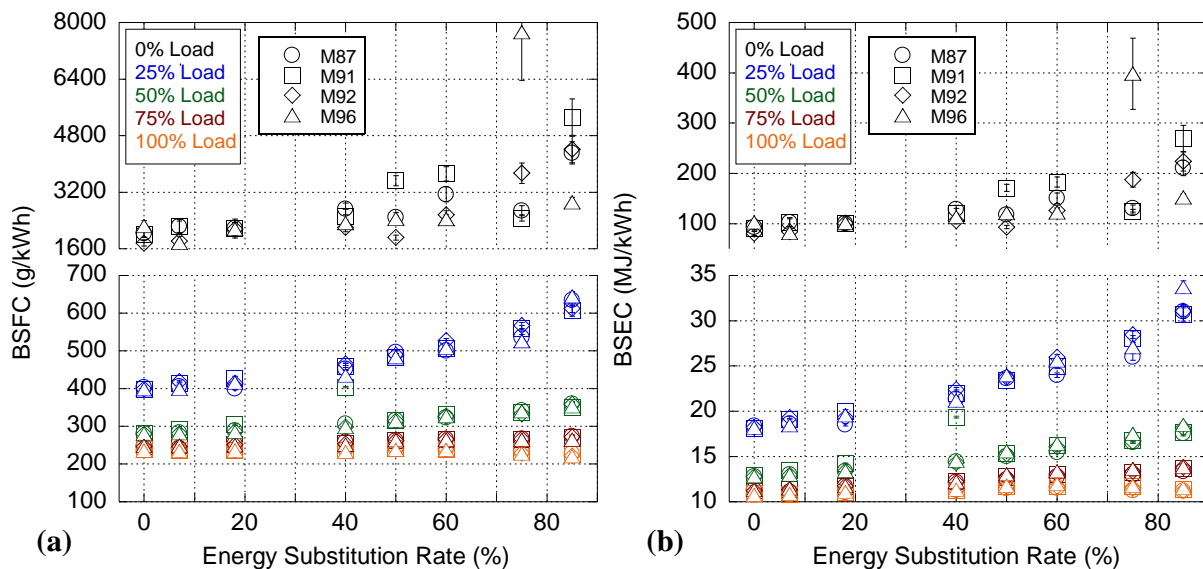 8000
6400
4800
3200
1600
700
600
500
400
300
200
100
BSFC (g/kWh)
0% Load
25% Load
50% Load
75% Load
100% Load
M87
M91
M92
M96
0 20 40 60 80
Energy Substitution Rate (%)
(a)
500
400
300
200
100
35
30
25
20
15
10
BSEC (MJ/kWh)
0% Load
25% Load
50% Load
75% Load
100% Load
M87
M91
M92
M96
0 20 40 60 80
Energy Substitution Rate (%)
(b)